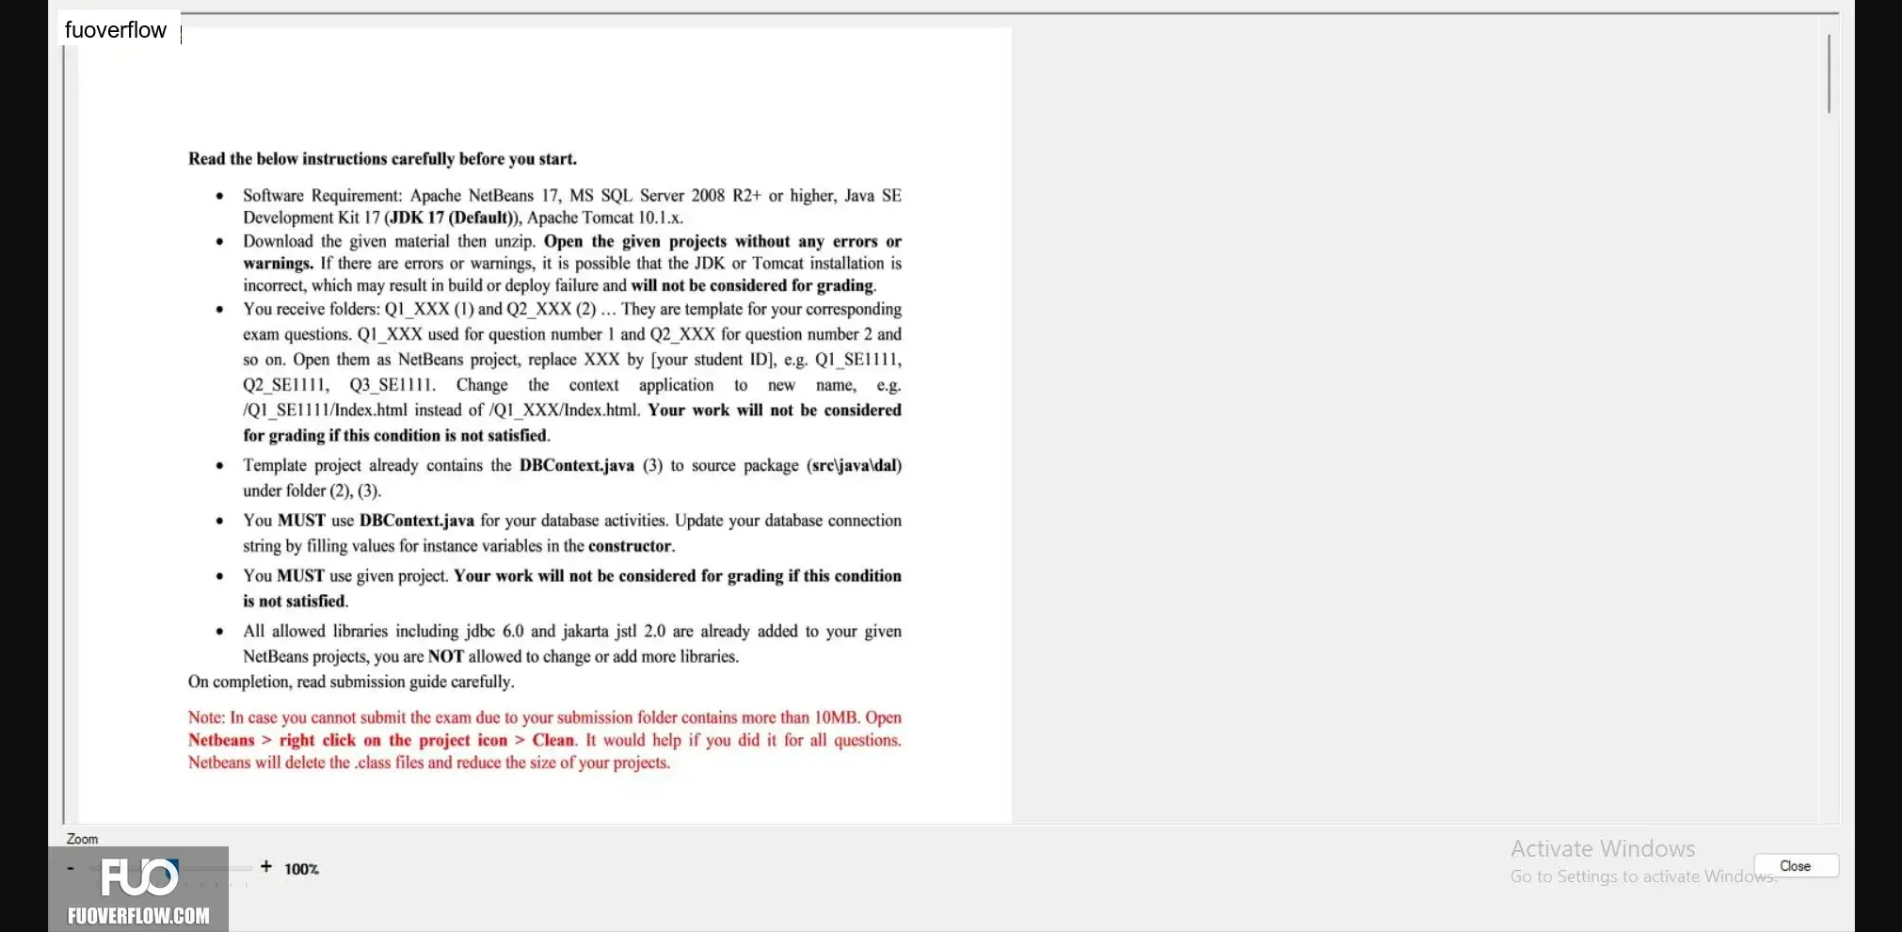 fuoverflow
Read the below instructions carefully before you start.
• Software Requirement: Apache NetBeans 17, MS SQL Server 2008 R2+ or higher, Java SE
Development Kit 17 (JDK 17 (Default)), Apache Tomcat 10.1.x.
• Download the given material then unzip. Open the given projects without any errors or
warnings. If there are errors or warnings, it is possible that the JDK or Tomcat installation is
incorrect, which may result in build or deploy failure and will not be considered for grading.
• You receive folders: Q1_XXX (1) and Q2_XXX (2) ... They are template for your corresponding
exam questions. Q1_XXX used for question number 1 and Q2_XXX for question number 2 and
so on. Open them as NetBeans project, replace XXX by [your student ID], e.g. Q1_SE1111,
Q2_SE1111, Q3_SE1111. Change the context application to new name, e.g.
/Q1_SE1111/Index.html instead of /Q1_XXX/Index.html. Your work will not be considered
for grading if this condition is not satisfied.
• Template project already contains the DBContext.java (3) to source package (src\java\dal)
under folder (2), (3).
• You MUST use DBContext.java for your database activities. Update your database connection
string by filling values for instance variables in the constructor.
• You MUST use given project. Your work will not be considered for grading if this condition
is not satisfied.
• All allowed libraries including jdbc 6.0 and jakarta jstl 2.0 are already added to your given
NetBeans projects, you are NOT allowed to change or add more libraries.
On completion, read submission guide carefully.
Note: In case you cannot submit the exam due to your submission folder contains more than 10MB. Open
Netbeans > right click on the project icon > Clean. It would help if you did it for all questions.
Netbeans will delete the .class files and reduce the size of your projects.
Zoom
- + 100%
FUO
FUOVERFLOW.COM
Activate Windows
Go to Settings to activate Windows.
Close